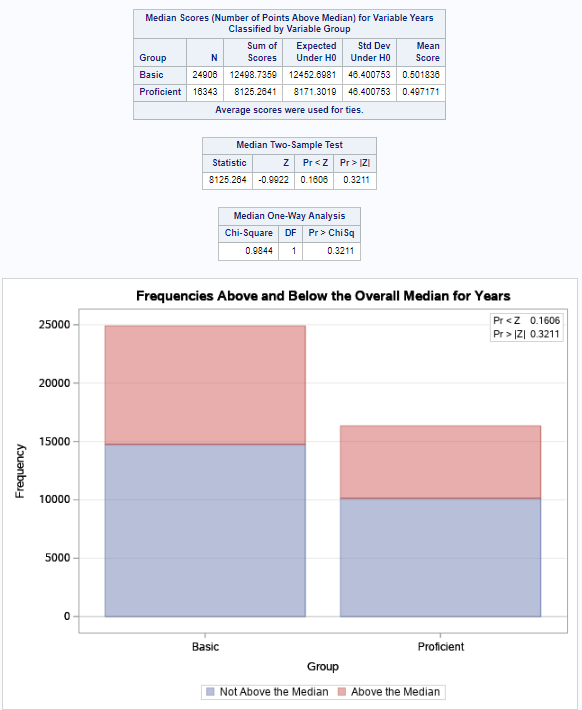 Median Scores (Number of Points Above Median) for Variable Years
Classified by Variable Group
Group N Sum of Scores Expected Under H0 Std Dev Under H0 Mean Score
Basic 24906 12498.7359 12452.6981 46.400753 0.501836
Proficient 16343 8125.2641 8171.3019 46.400753 0.497171
Average scores were used for ties.
Median Two-Sample Test
Statistic Z Pr < Z Pr > |Z|
8125.264 -0.9922 0.1606 0.3211
Median One-Way Analysis
Chi-Square DF Pr > ChiSq
0.9844 1 0.3211
Frequencies Above and Below the Overall Median for Years
Pr < Z 0.1606
Pr > |Z| 0.3211
25000
20000
15000
10000
5000
0
Frequency
Basic Proficient
Group
Not Above the Median Above the Median